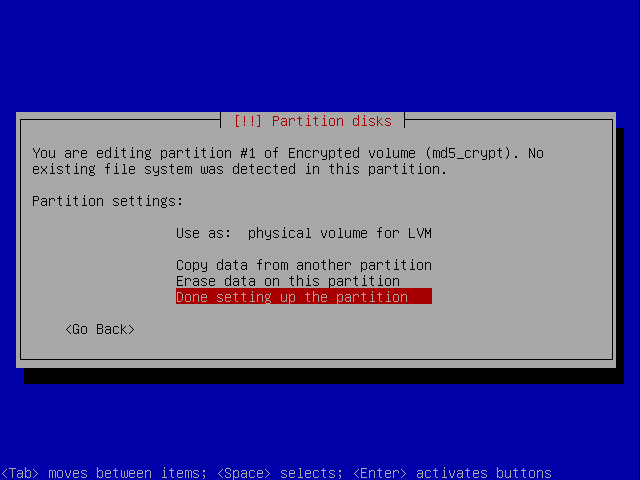 [!!] Partition disks
You are editing partition #1 of Encrypted volume (md5_crypt). No
existing file system was detected in this partition.
Partition settings:
Use as:  physical volume for LVM
Copy data from another partition
Erase data on this partition
Done setting up the partition
<Go Back>
<Tab> moves between items; <Space> selects; <Enter> activates buttons